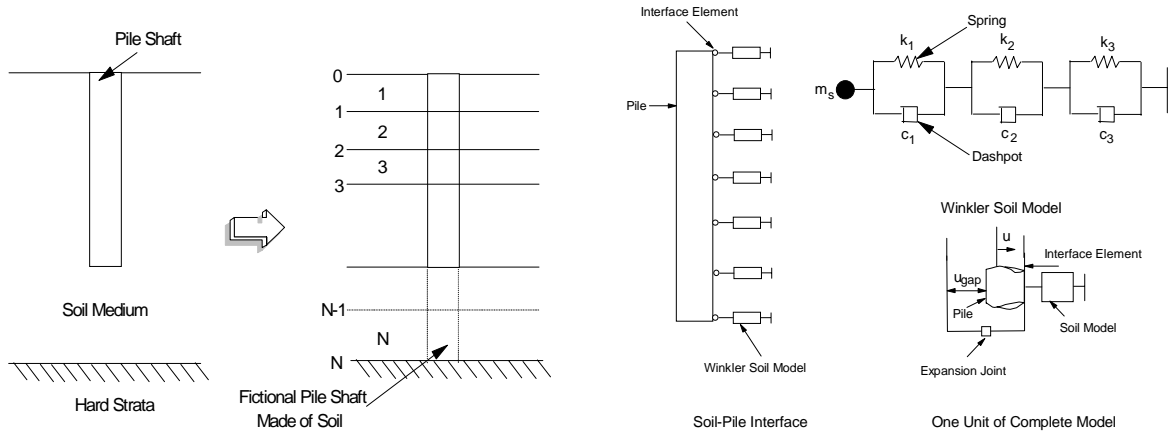 Pile Shaft
Soil Medium
Hard Strata
0
1
1
2
2
3
3
N-1
N
N
Fictional Pile Shaft
Made of Soil
Interface Element
Pile
Winkler Soil Model
Soil-Pile Interface
Spring
k1
k2
k3
ms
c1
c2
c3
Dashpot
Winkler Soil Model
u
Interface Element
ugap
Pile
Soil Model
Expansion Joint
One Unit of Complete Model